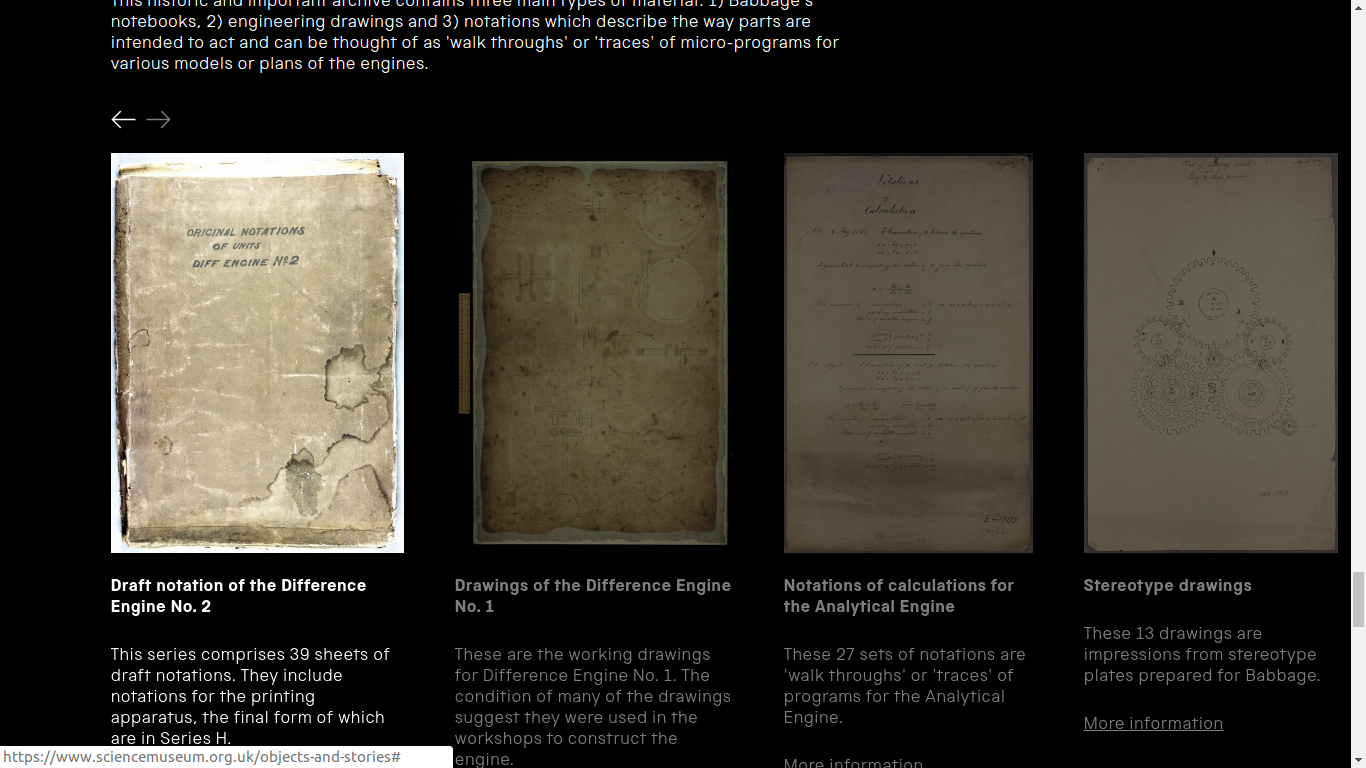 This historic and important archive contains three main types of material: 1) Babbage's
notebooks, 2) engineering drawings and 3) notations which describe the way parts are
intended to act and can be thought of as 'walk throughs' or 'traces' of micro-programs for
various models or plans of the engines.
ORIGINAL NOTATIONS
OF UNITS
DIFF ENGINE No2
Notations
of
Calculation
Draft notation of the Difference
Engine No. 2
This series comprises 39 sheets of
draft notations. They include
notations for the printing
apparatus, the final form of which
are in Series H.
Drawings of the Difference Engine
No. 1
These are the working drawings
for Difference Engine No. 1. The
condition of many of the drawings
suggest they were used in the
workshops to construct the
engine.
Notations of calculations for
the Analytical Engine
These 27 sets of notations are
'walk throughs' or 'traces' of
programs for the Analytical
Engine.
More information
Stereotype drawings
These 13 drawings are
impressions from stereotype
plates prepared for Babbage.
More information
https://www.sciencemuseum.org.uk/objects-and-stories#